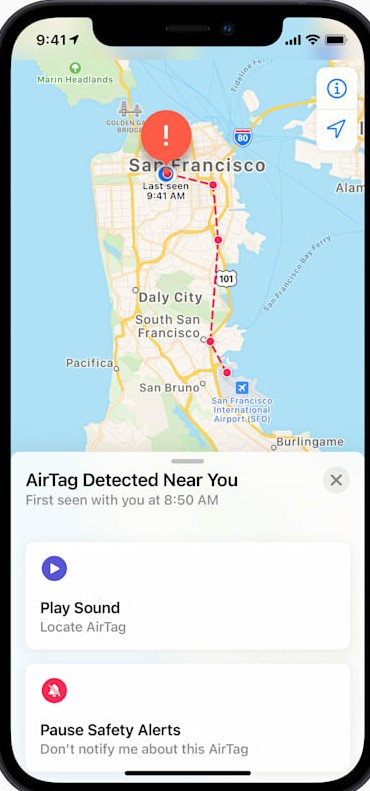 9:41
Marin Headlands
Tideline Fer
GOLDEN GA
BRIDGE
80
San Francisco
Last seen
9:41 AM
Alam
101
San Francisco Bay Ferry
Daly City
South San
Francisco
Pacifica
San Bruno
San Francisco
International
Airport (SFO)
Burlingame
AirTag Detected Near You
First seen with you at 8:50 AM
Play Sound
Locate AirTag
Pause Safety Alerts
Don't notify me about this AirTag